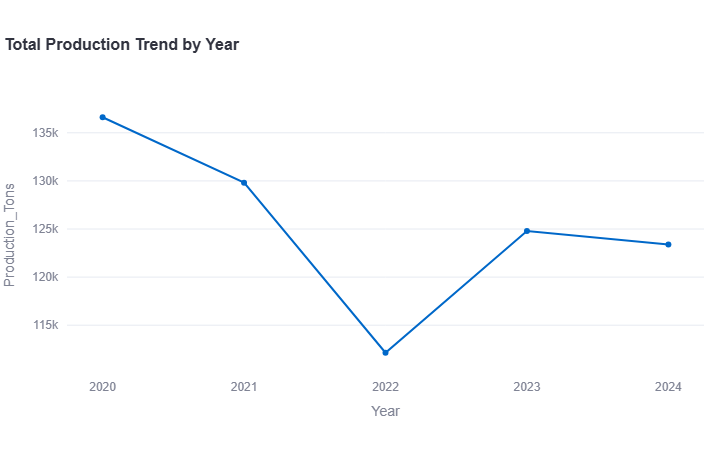 Total Production Trend by Year
Production_Tons
135k
130k
125k
120k
115k
2020 2021 2022 2023 2024
Year